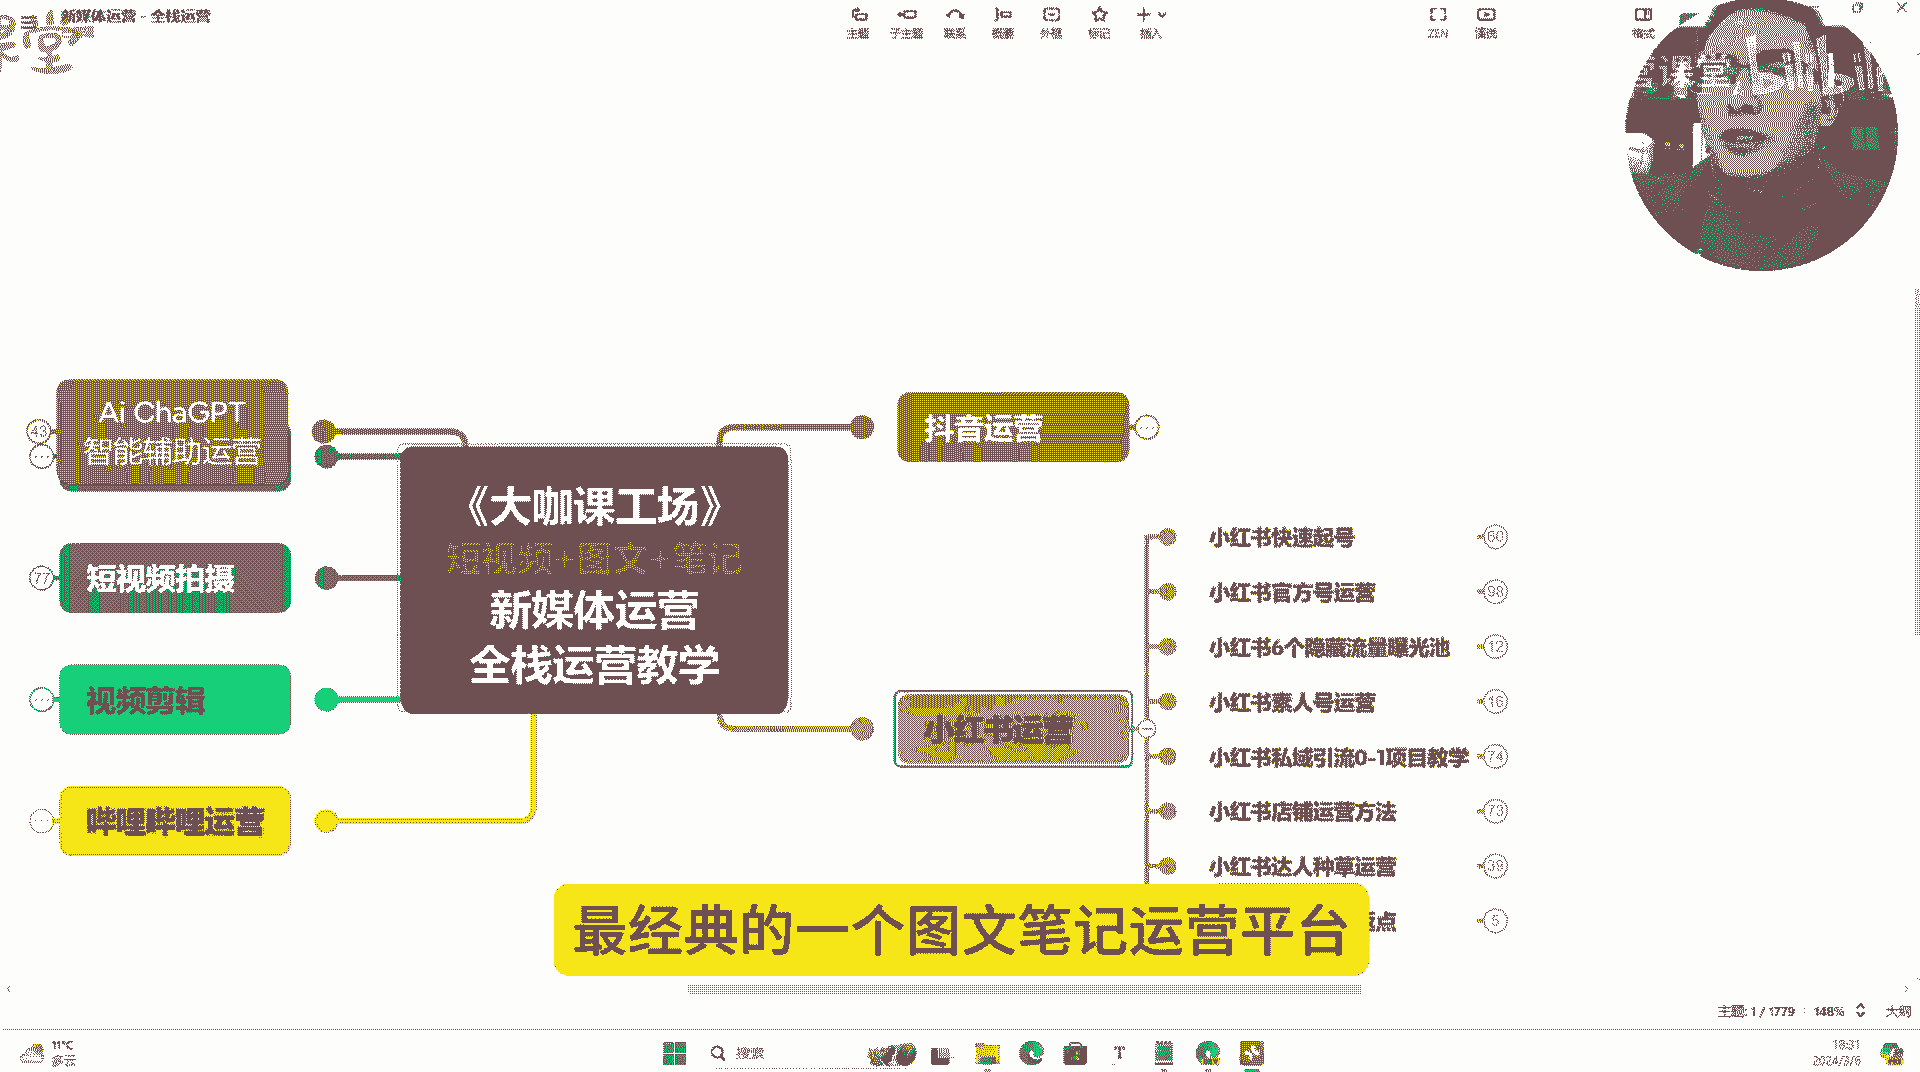 新媒体运营 - 全栈运营
课堂
主题
子主题
联系
概要
外框
标记
插入
ZEN
演说
格式
营课堂
bili
Ai ChaGPT
智能辅助运营
43
短视频拍摄
77
视频剪辑
哔哩哔哩运营
《大咖课工场》
短视频+图文+笔记
新媒体运营
全栈运营教学
抖音运营
小红书运营
小红书快速起号
60
小红书官方号运营
98
小红书6个隐藏流量曝光池
12
小红书素人号运营
16
小红书私域引流0-1项目教学
74
小红书店铺运营方法
73
小红书达人种草运营
39
点
5
最经典的一个图文笔记运营平台
主题: 1 / 1779
148%
大纲
11°C
多云
搜索
18:31
2024/3/6